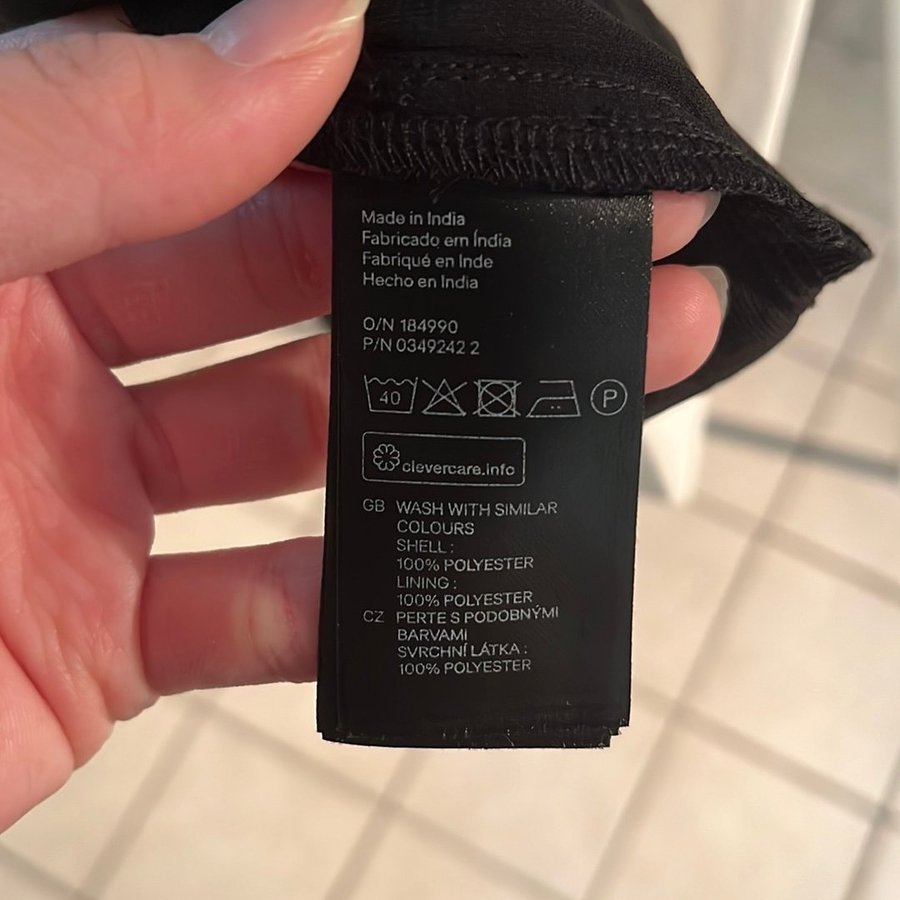 Made in India
Fabricado em Índia
Fabriqué en Inde
Hecho en India
O/N 184990
P/N 0349242 2
40 P
clevercare.info
GB WASH WITH SIMILAR
COLOURS
SHELL :
100% POLYESTER
LINING :
100% POLYESTER
CZ PERTE S PODOBNÝMI
BARVAMI
SVRCHNÍ LÁTKA :
100% POLYESTER